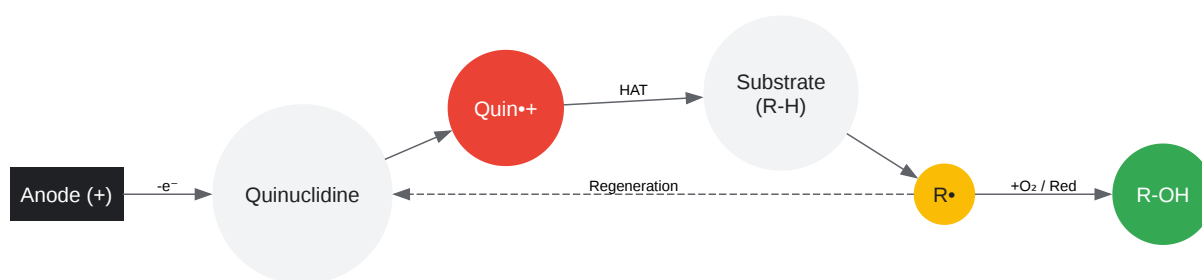 Anode (+)
-e⁻
Quinuclidine
Quin•+
HAT
Substrate
(R-H)
Regeneration
R•
+O₂ / Red
R-OH